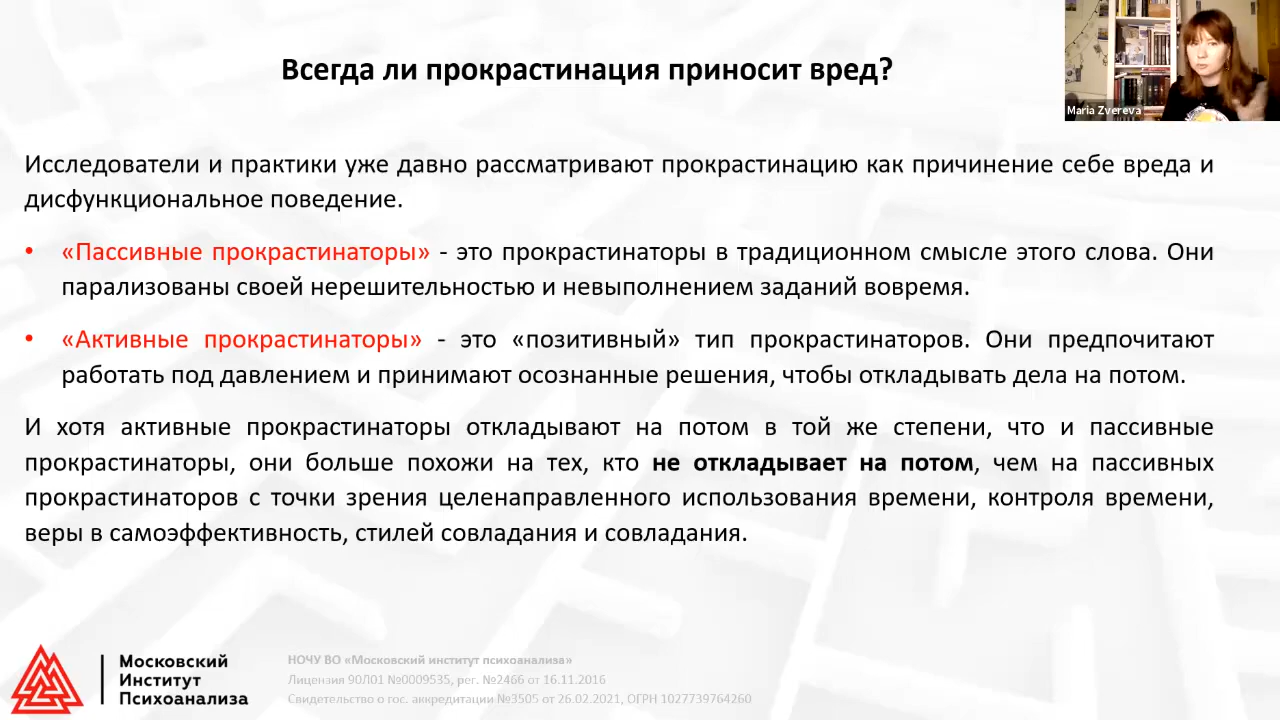 Всегда ли прокрастинация приносит вред?
Maria Zvereva
Исследователи и практики уже давно рассматривают прокрастинацию как причинение себе вреда и
дисфункциональное поведение.
• «Пассивные прокрастинаторы» - это прокрастинаторы в традиционном смысле этого слова. Они
парализованы своей нерешительностью и невыполнением заданий вовремя.
• «Активные прокрастинаторы» - это «позитивный» тип прокрастинаторов. Они предпочитают
работать под давлением и принимают осознанные решения, чтобы откладывать дела на потом.
И хотя активные прокрастинаторы откладывают на потом в той же степени, что и пассивные
прокрастинаторы, они больше похожи на тех, кто не откладывает на потом, чем на пассивных
прокрастинаторов с точки зрения целенаправленного использования времени, контроля времени,
веры в самоэффективность, стилей совладания и совладания.
Московский
Институт
Психоанализа
НОЧУ ВО «Московский институт психоанализа»
Лицензия 90Л01 №0009535, рег. №2466 от 16.11.2016
Свидетельство о гос. аккредитации №3505 от 26.02.2021, ОГРН 1027739764260